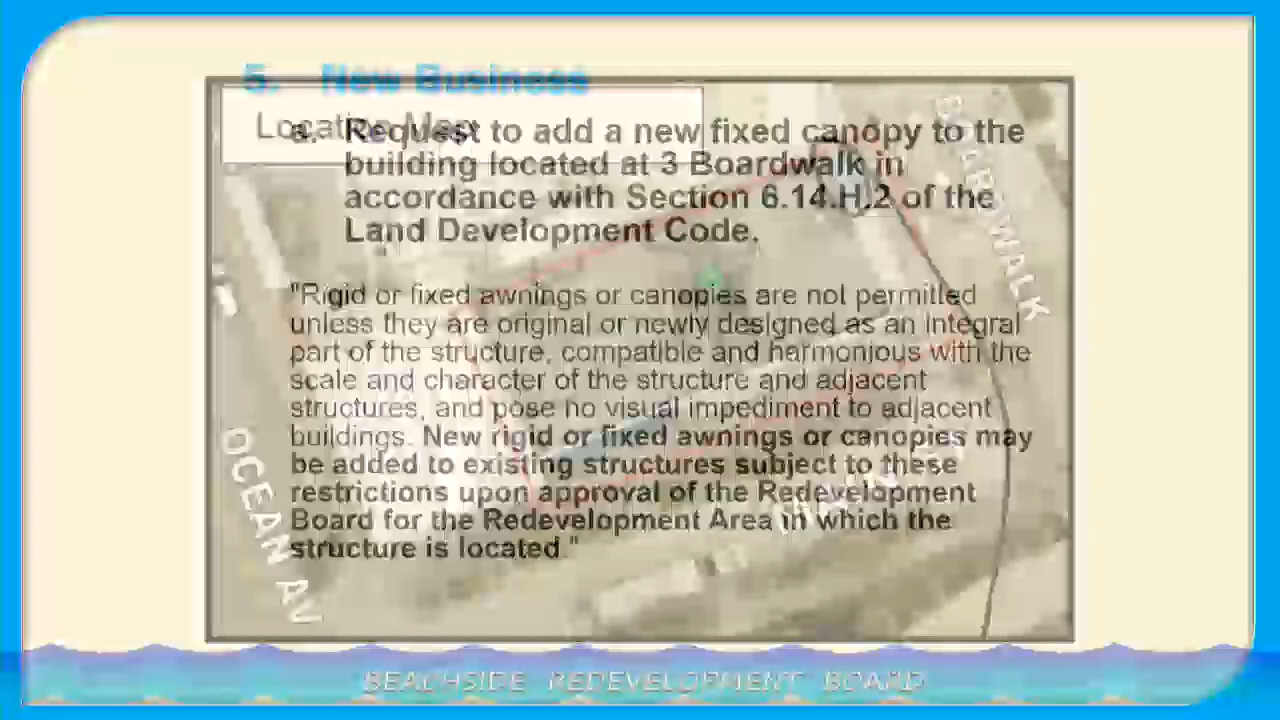 5. New Business
Location Map
a. Request to add a new fixed canopy to the
building located at 3 Boardwalk in
accordance with Section 6.14.H.2 of the
Land Development Code.
BOARDWALK
"Rigid or fixed awnings or canopies are not permitted
unless they are original or newly designed as an integral
part of the structure, compatible and harmonious with the
scale and character of the structure and adjacent
structures, and pose no visual impediment to adjacent
buildings. New rigid or fixed awnings or canopies may
be added to existing structures subject to these
restrictions upon approval of the Redevelopment
Board for the Redevelopment Area in which the
structure is located."
OCEAN AV
BEACHSIDE REDEVELOPMENT BOARD